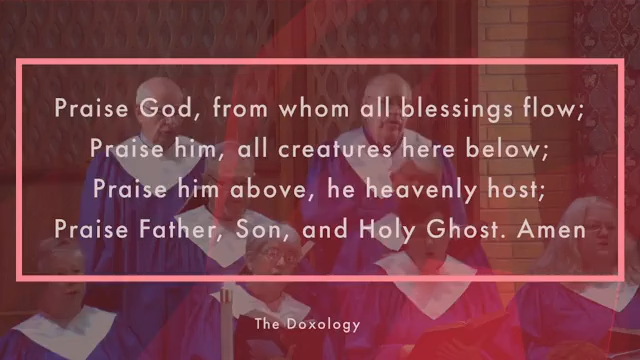 Praise God, from whom all blessings flow;
Praise him, all creatures here below;
Praise him above, he heavenly host;
Praise Father, Son, and Holy Ghost. Amen
The Doxology